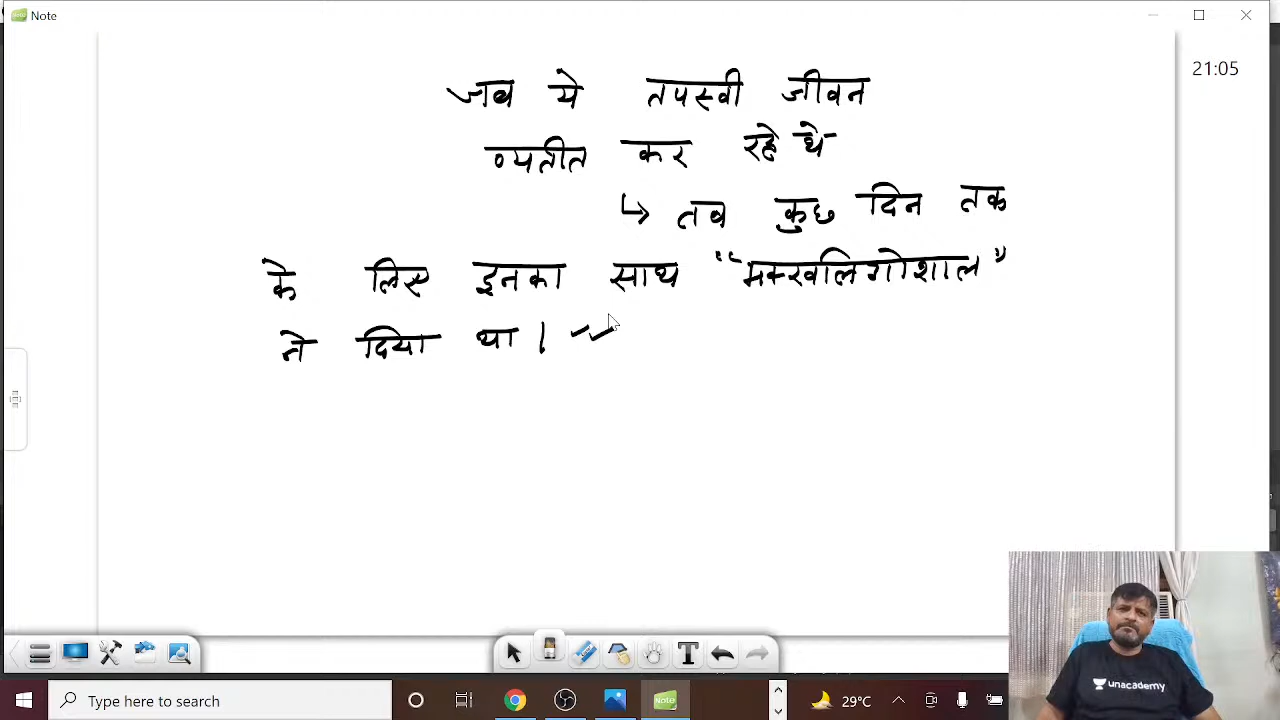 Note
21:05
जब ये तपस्वी जीवन
व्यतीत कर रहे थे
↳ तब कुछ दिन तक
के लिए इनका साथ "मक्खलिगोशाल"
ने दिया था।
unacademy
Type here to search
29°C
Note